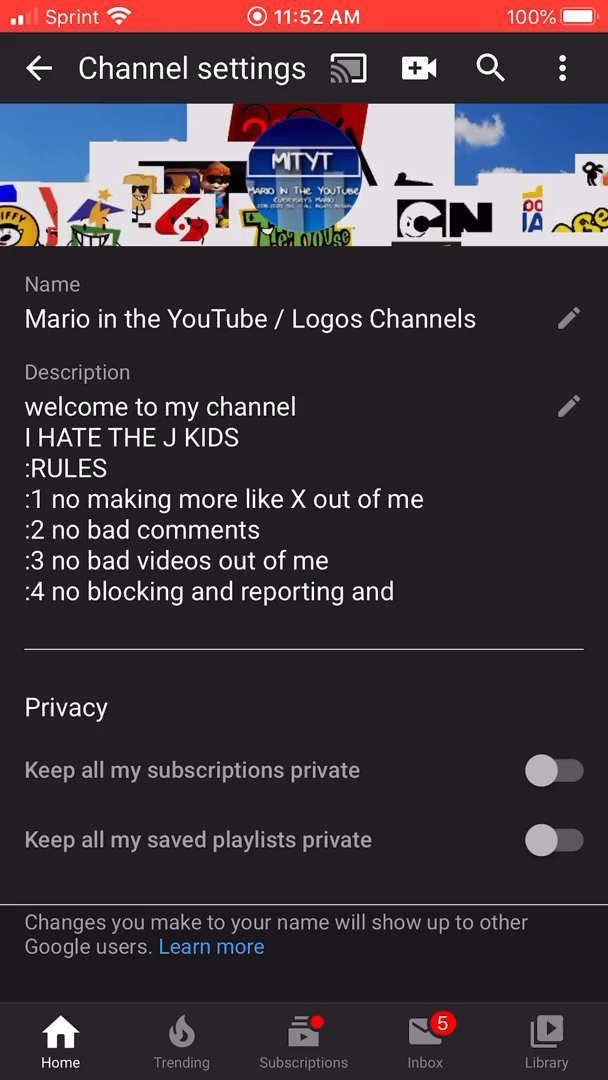 Sprint 11:52 AM 100%
Channel settings
MITYT
MARIO IN THE YOUTUBE
EVERYDAYS MARIO
CN
Name
Mario in the YouTube / Logos Channels
Description
welcome to my channel
I HATE THE J KIDS
:RULES
:1 no making more like X out of me
:2 no bad comments
:3 no bad videos out of me
:4 no blocking and reporting and
Privacy
Keep all my subscriptions private
Keep all my saved playlists private
Changes you make to your name will show up to other
Google users. Learn more
5
Home Trending Subscriptions Inbox Library